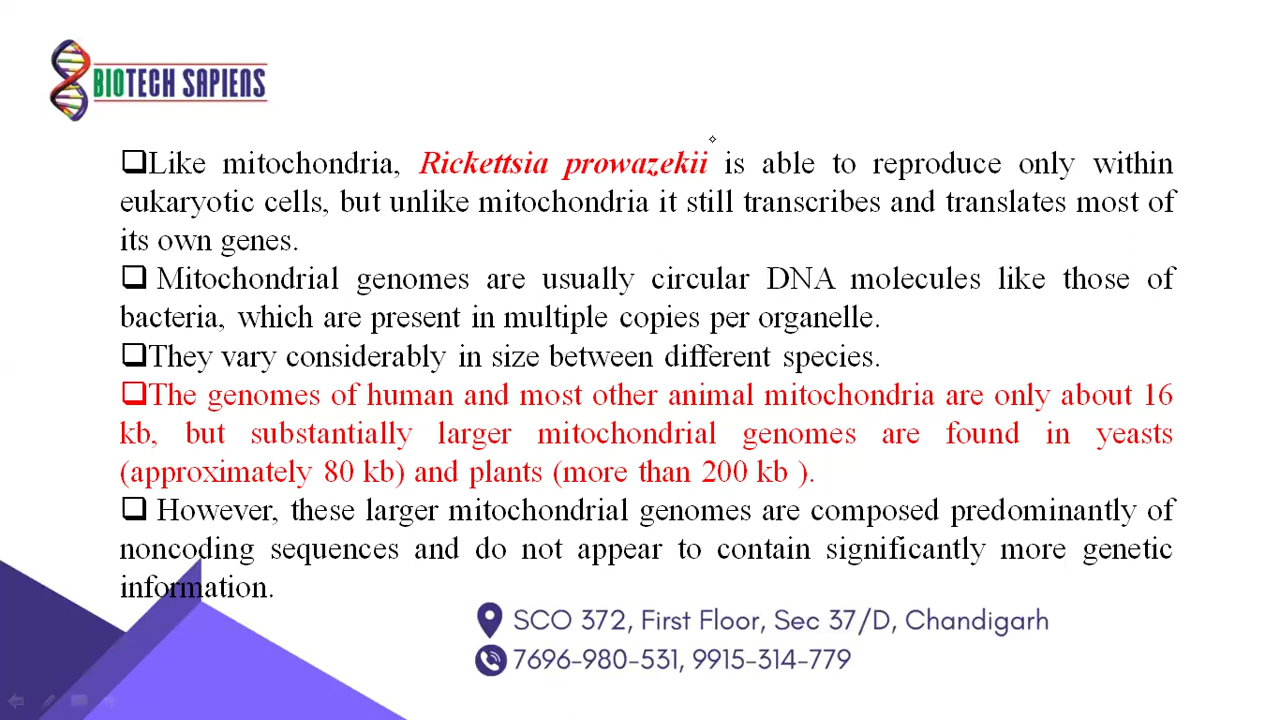 BIOTECH SAPIENS
❑Like mitochondria, Rickettsia prowazekii is able to reproduce only within
eukaryotic cells, but unlike mitochondria it still transcribes and translates most of
its own genes.
❑ Mitochondrial genomes are usually circular DNA molecules like those of
bacteria, which are present in multiple copies per organelle.
❑They vary considerably in size between different species.
❑The genomes of human and most other animal mitochondria are only about 16
kb, but substantially larger mitochondrial genomes are found in yeasts
(approximately 80 kb) and plants (more than 200 kb ).
❑ However, these larger mitochondrial genomes are composed predominantly of
noncoding sequences and do not appear to contain significantly more genetic
information.
SCO 372, First Floor, Sec 37/D, Chandigarh
7696-980-531, 9915-314-779